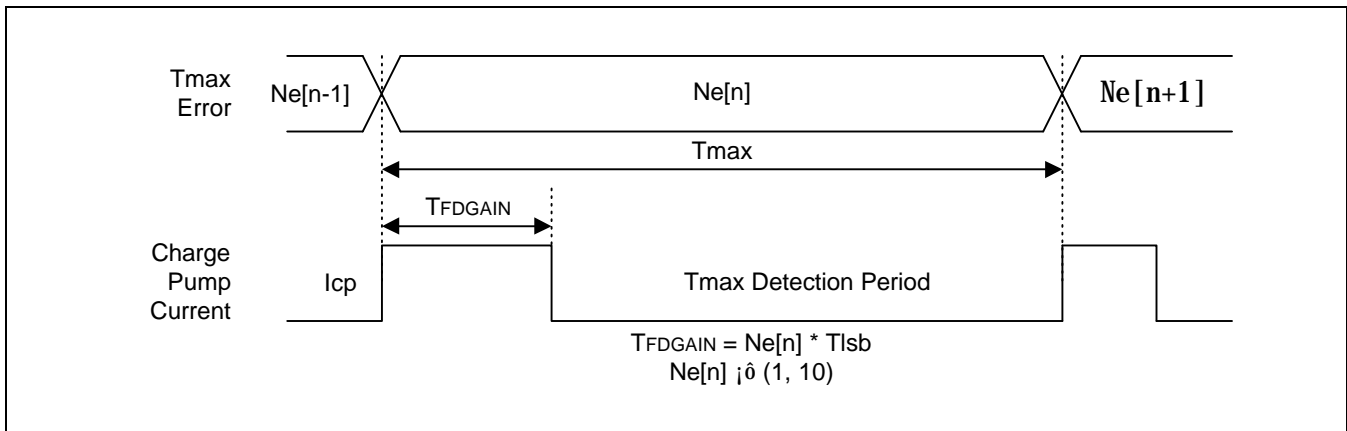 Tmax
Error
Ne[n-1]
Ne[n]
Ne[n+1]
Tmax
TFDGAIN
Charge
Pump
Current
Icp
Tmax Detection Period
TFDGAIN = Ne[n] * Tlsb
Ne[n] ¡ô (1, 10)